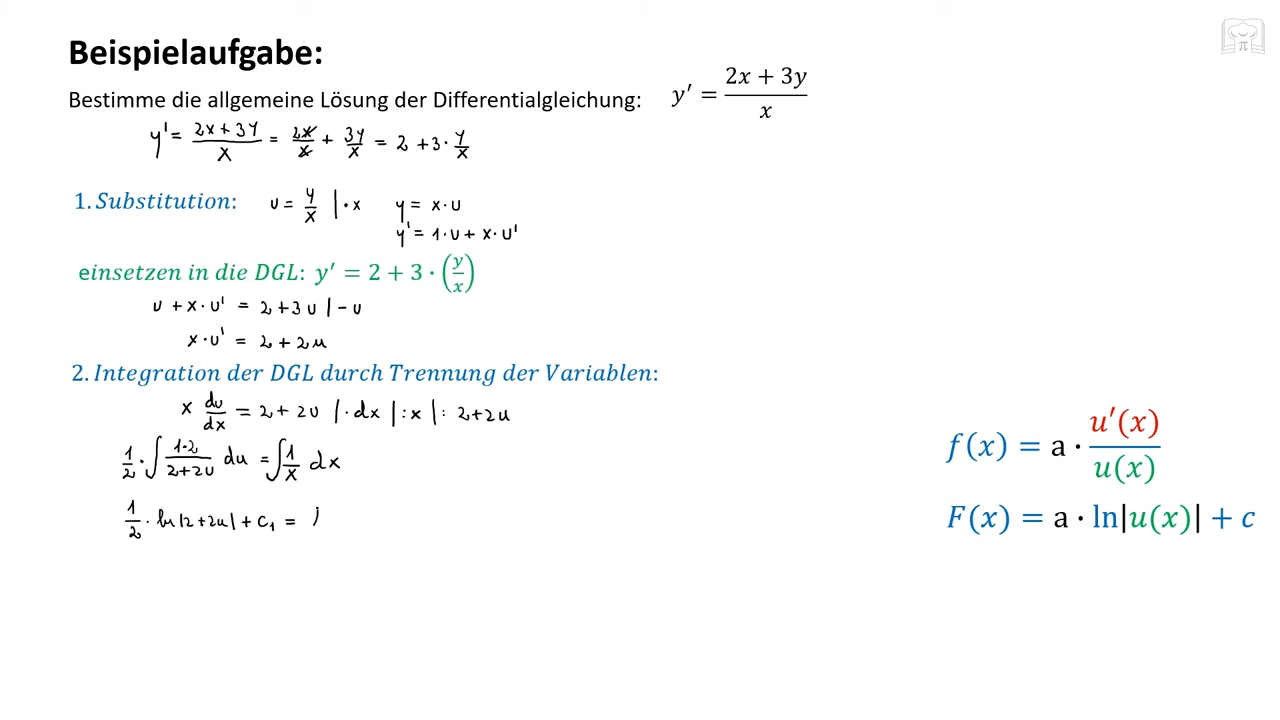 Beispielaufgabe:
Bestimme die allgemeine Lösung der Differentialgleichung: y′ = (2x + 3y)/x
y' = (2x + 3y)/x = 2x/x + 3y/x = 2 + 3 · y/x
1. Substitution: u = y/x | · x y = x · u
y' = 1 · u + x · u'
einsetzen in die DGL: y′ = 2 + 3 · (y/x)
u + x · u' = 2 + 3u | − u
x · u' = 2 + 2u
2. Integration der DGL durch Trennung der Variablen:
x du/dx = 2 + 2u | · dx | : x | : 2 + 2u
1/2 · ∫ (1·2)/(2+2u) du = ∫ 1/x dx
1/2 · ln|2 + 2u| + c₁ =
f(x) = a · u′(x)/u(x)
F(x) = a · ln|u(x)| + c
π